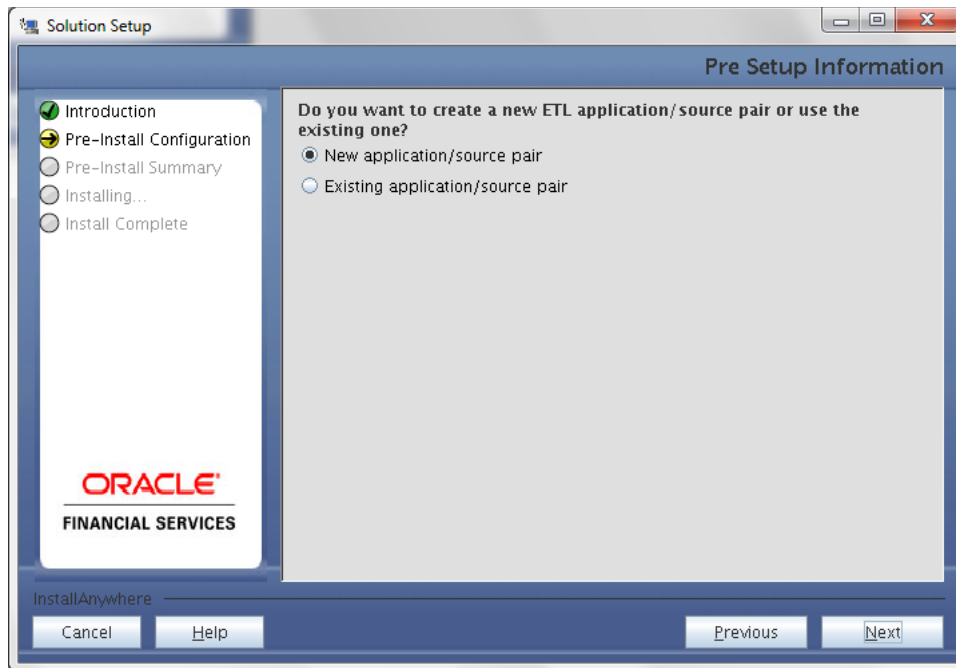 Solution Setup
Pre Setup Information
Introduction
Pre-Install Configuration
Pre-Install Summary
Installing...
Install Complete
ORACLE
FINANCIAL SERVICES
Do you want to create a new ETL application/source pair or use the
existing one?
New application/source pair
Existing application/source pair
InstallAnywhere
Cancel
Help
Previous
Next